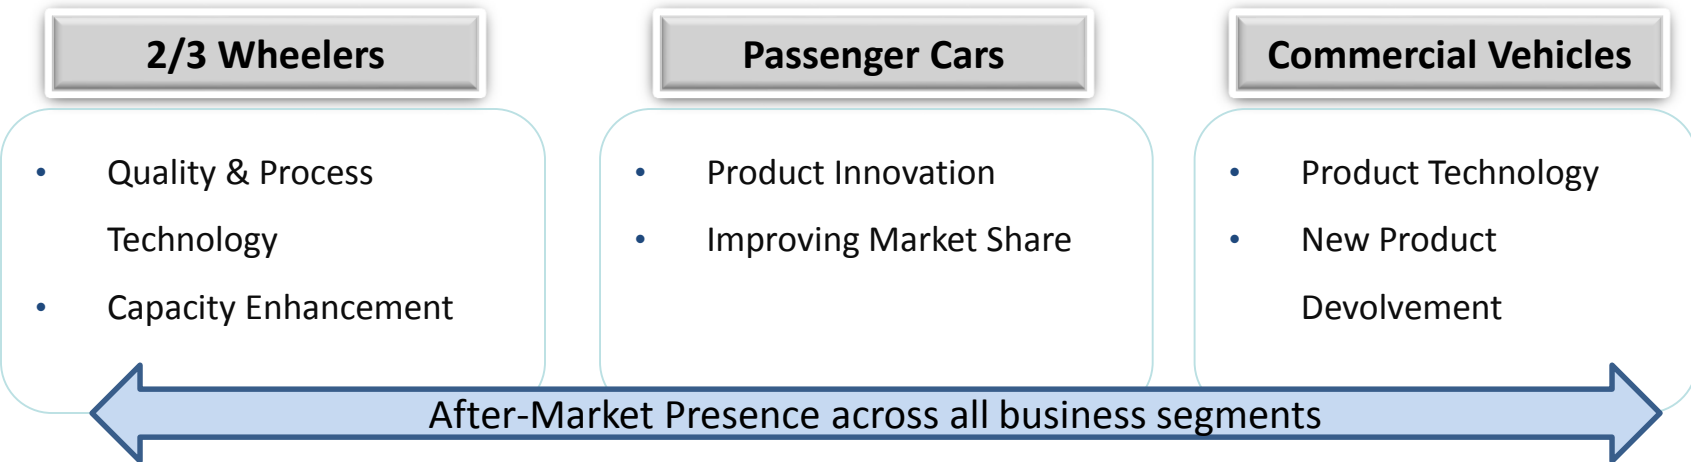 2/3 Wheelers
• Quality & Process
Technology
• Capacity Enhancement
Passenger Cars
• Product Innovation
• Improving Market Share
Commercial Vehicles
• Product Technology
• New Product
Devolvement
After-Market Presence across all business segments